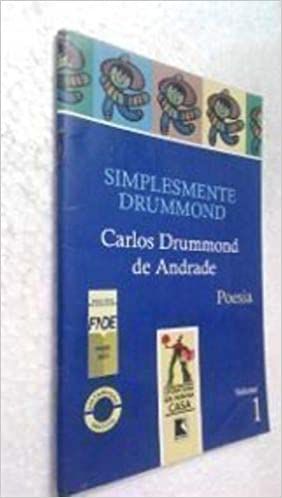 SIMPLESMENTE
DRUMMOND
Carlos Drummond
de Andrade
Poesia
FNDE
CASA
Volume
1